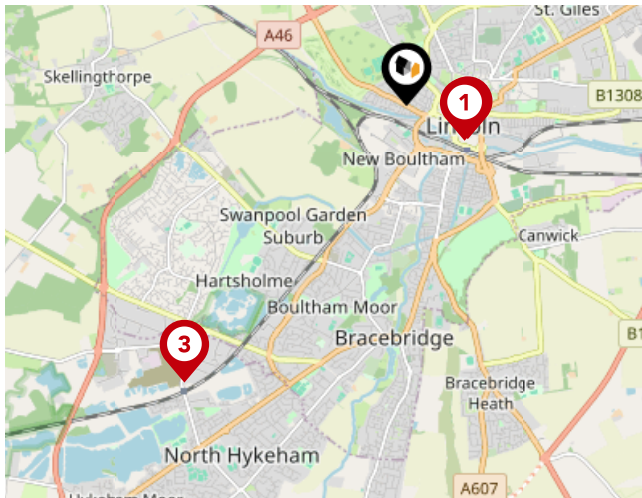 St. Giles
A46
Skellingthorpe
B1308
1
Lincoln
New Boultham
Swanpool Garden
Suburb
Canwick
Hartsholme
Boultham Moor
B1
3
Bracebridge
Bracebridge
Heath
North Hykeham
A607